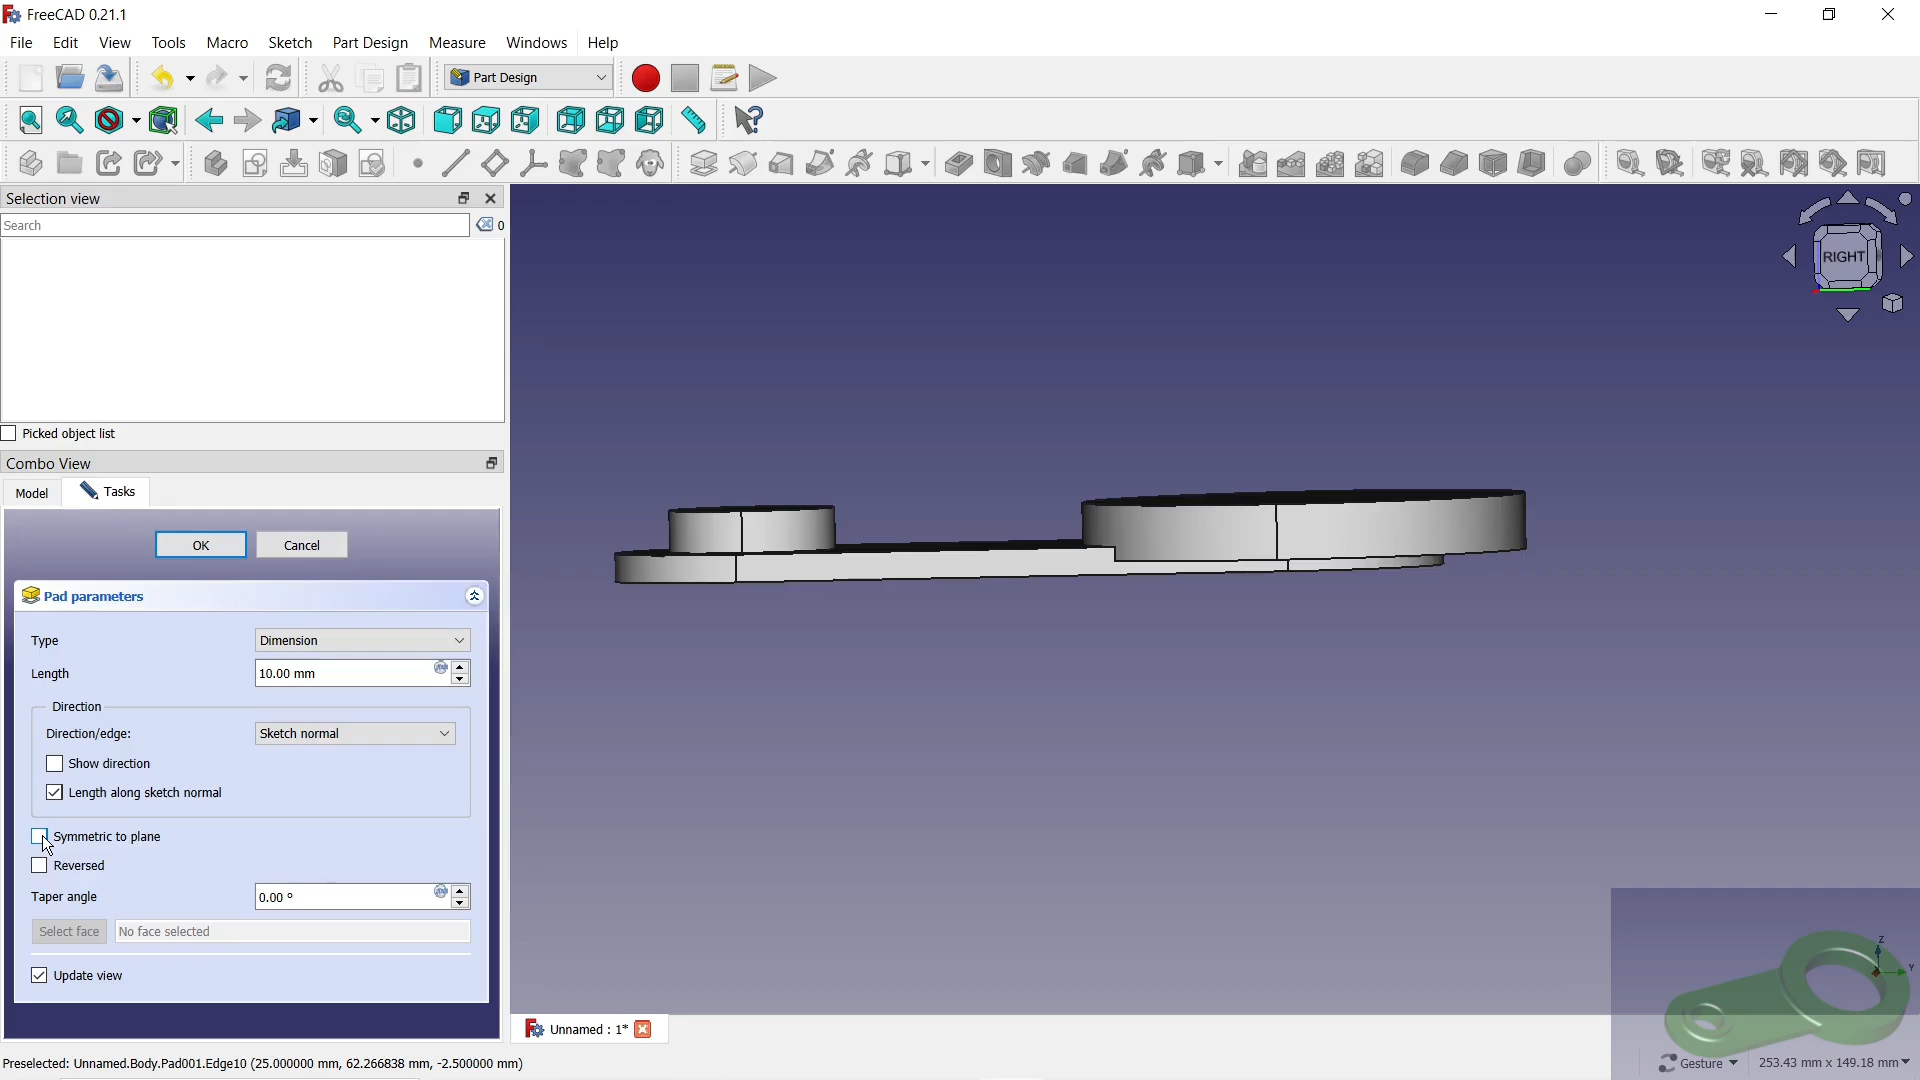 FreeCAD 0.21.1
File Edit View Tools Macro Sketch Part Design Measure Windows Help
Part Design
Selection view
Search
0
Picked object list
Combo View
Model Tasks
OK Cancel
Pad parameters
Type Dimension
Length 10.00 mm
Direction
Direction/edge: Sketch normal
Show direction
Length along sketch normal
Symmetric to plane
Reversed
Taper angle 0.00 °
Select face No face selected
Update view
RIGHT
Z
Y
Unnamed : 1*
Preselected: Unnamed.Body.Pad001.Edge10 (25.000000 mm, 62.266838 mm, -2.500000 mm)
Gesture 253.43 mm x 149.18 mm